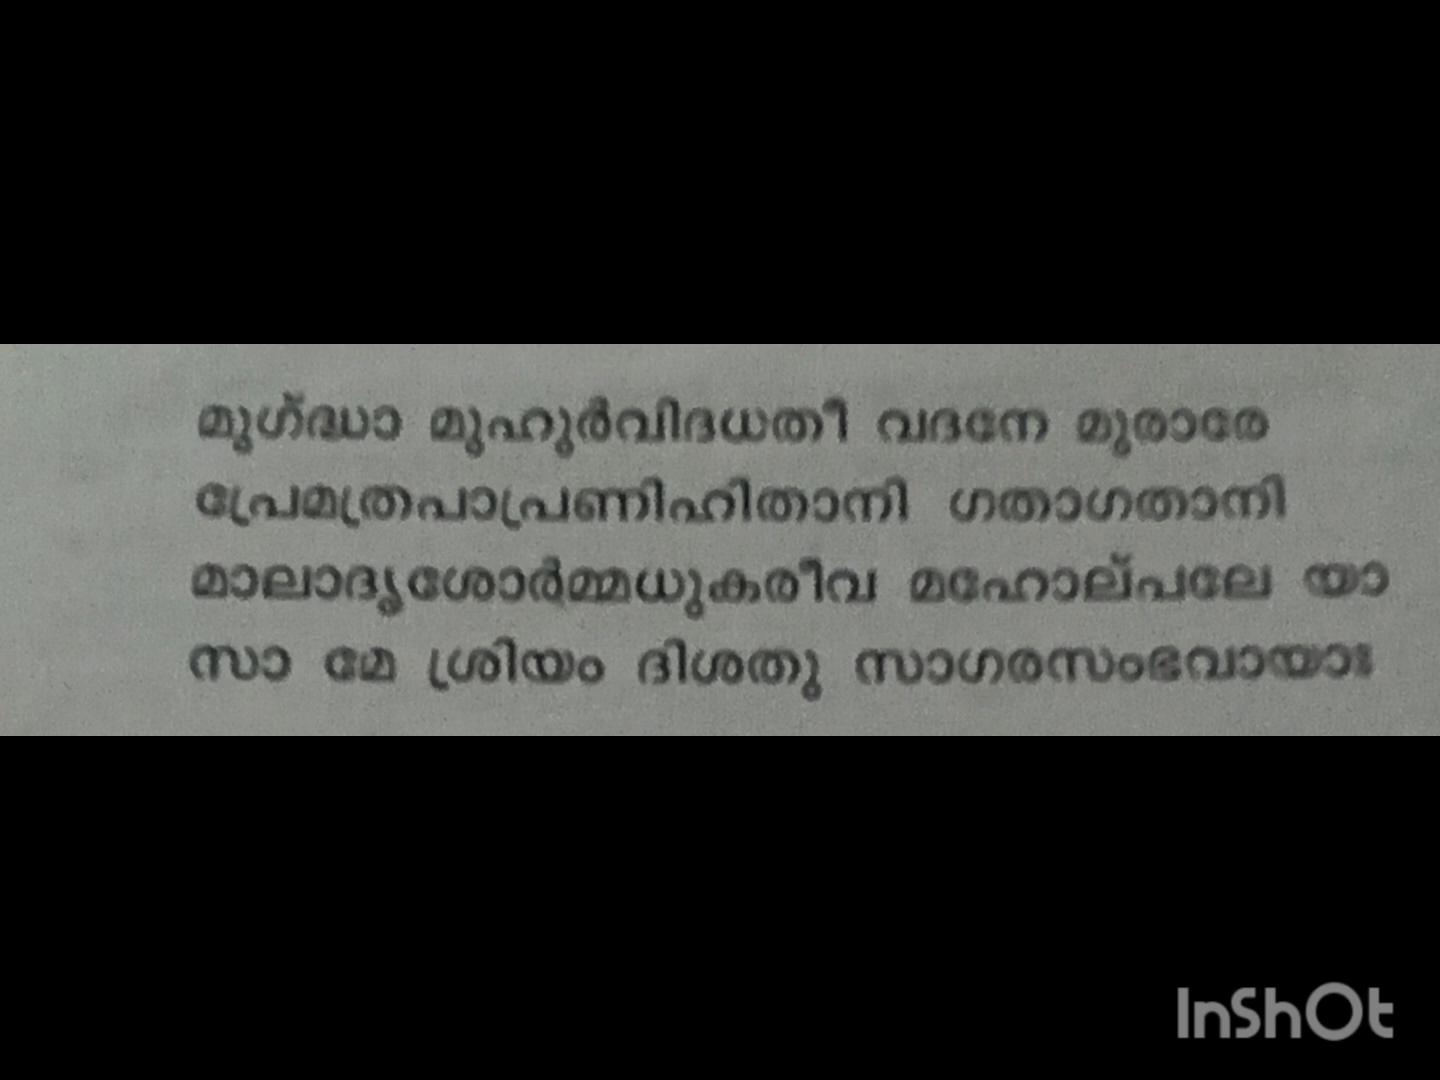 മുഗ്ദ്ധാ മുഹുർവിദധതീ വദനേ മുരാരേ
പ്രേമത്രപാപ്രണിഹിതാനി ഗതാഗതാനി
മാലാദൃശോർമ്മധുകരീവ മഹോല്പലേ യാ
സാ മേ ശ്രിയം ദിശതു സാഗരസംഭവായാഃ
InShOt